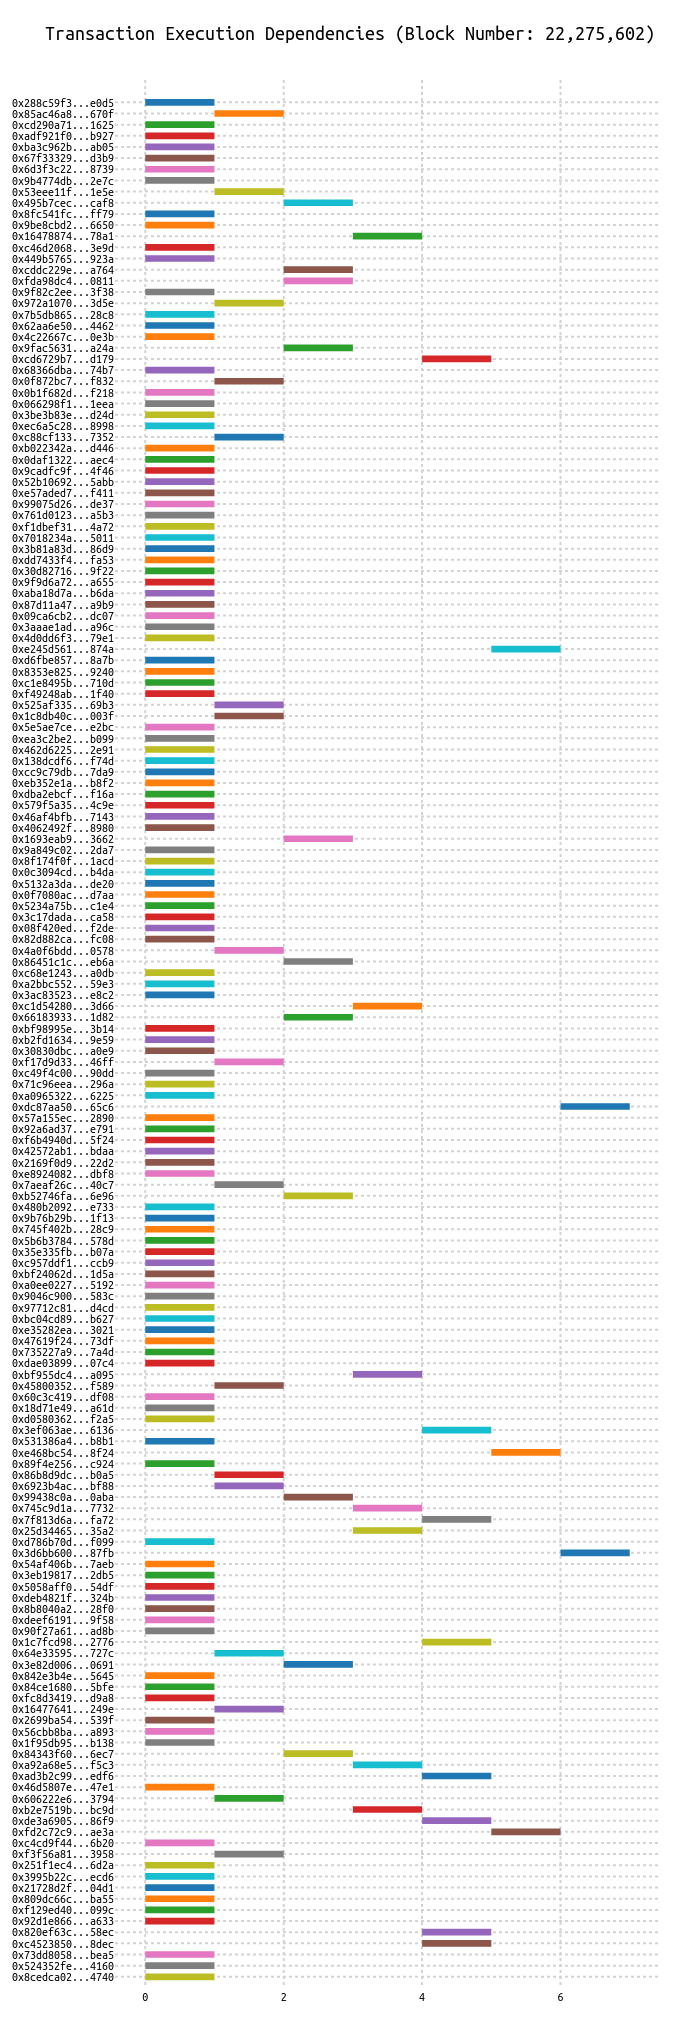 Transaction Execution Dependencies (Block Number: 22,275,602)
0x288c59f3...e0d5
0x85ac46a8...670f
0xcd290a71...1625
0xadf921f0...b927
0xba3c962b...ab05
0x67f33329...d3b9
0x6d3f3c22...8739
0x9b4774db...2e7c
0x53eee11f...1e5e
0x495b7cec...caf8
0x8fc541fc...ff79
0x9be8cbd2...6650
0x16478874...78a1
0xc46d2068...3e9d
0x449b5765...923a
0xcddc229e...a764
0xfda98dc4...0811
0x9f82c2ee...3f38
0x972a1070...3d5e
0x7b5db865...28c8
0x62aa6e50...4462
0x4c22667c...0e3b
0x9fac5631...a24a
0xcd6729b7...d179
0x68366dba...74b7
0x0f872bc7...f832
0x0b1f682d...f218
0x066298f1...1eea
0x3be3b83e...d24d
0xec6a5c28...8998
0xc88cf133...7352
0xb022342a...d446
0x0daf1322...aec4
0x9cadfc9f...4f46
0x52b10692...5abb
0xe57aded7...f411
0x99075d26...de37
0x761d0123...a5b3
0xf1dbef31...4a72
0x7018234a...5011
0x3b81a83d...86d9
0xdd7433f4...fa53
0x30d82716...9f22
0x9f9d6a72...a655
0xaba18d7a...b6da
0x87d11a47...a9b9
0x09ca6cb2...dc07
0x3aaae1ad...a96c
0x4d0dd6f3...79e1
0xe245d561...874a
0xd6fbe857...8a7b
0x8353e825...9240
0xc1e8495b...710d
0xf49248ab...1f40
0x525af335...69b3
0x1c8db40c...003f
0x5e5ae7ce...e2bc
0xea3c2be2...b099
0x462d6225...2e91
0x138dcdf6...f74d
0xcc9c79db...7da9
0xeb352e1a...b8f2
0xdba2ebcf...f16a
0x579f5a35...4c9e
0x46af4bfb...7143
0x4062492f...8980
0x1693eab9...3662
0x9a849c02...2da7
0x8f174f0f...1acd
0x0c3094cd...b4da
0x5132a3da...de20
0x0f7080ac...d7aa
0x5234a75b...c1e4
0x3c17dada...ca58
0x08f420ed...f2de
0x82d882ca...fc08
0x4a0f6bdd...0578
0x86451c1c...eb6a
0xc68e1243...a0db
0xa2bbc552...59e3
0x3ac83523...e8c2
0xc1d54280...3d66
0x66183933...1d82
0xbf98995e...3b14
0xb2fd1634...9e59
0x30830dbc...a0e9
0xf17d9d33...46ff
0xc49f4c00...90dd
0x71c96eea...296a
0xa0965322...6225
0xdc87aa50...65c6
0x57a155ec...2890
0x92a6ad37...e791
0xf6b4940d...5f24
0x42572ab1...bdaa
0x2169f0d9...22d2
0xe8924082...dbf8
0x7aeaf26c...40c7
0xb52746fa...6e96
0x480b2092...e733
0x9b76b29b...1f13
0x745f402b...28c9
0x5b6b3784...578d
0x35e335fb...b07a
0xc957ddf1...ccb9
0xbf24062d...1d5a
0xa0ee0227...5192
0x9046c900...583c
0x97712c81...d4cd
0xbc04cd89...b627
0xe35282ea...3021
0x47619f24...73df
0x735227a9...7a4d
0xdae03899...07c4
0xbf955dc4...a095
0x45800352...f589
0x60c3c419...df08
0x18d71e49...a61d
0xd0580362...f2a5
0x3ef063ae...6136
0x531386a4...b8b1
0xe468bc54...8f24
0x89f4e256...c924
0x86b8d9dc...b0a5
0x6923b4ac...bf88
0x99438c0a...0aba
0x745c9d1a...7732
0x7f813d6a...fa72
0x25d34465...35a2
0xd786b70d...f099
0x3d6bb600...87fb
0x54af406b...7aeb
0x3eb19817...2db5
0x5058aff0...54df
0xdeb4821f...324b
0x8b8040a2...28f0
0xdeef6191...9f58
0x90f27a61...ad8b
0x1c7fcd98...2776
0x64e33595...727c
0x3e82d006...0691
0x842e3b4e...5645
0x84ce1680...5bfe
0xfc8d3419...d9a8
0x16477641...249e
0x2699ba54...539f
0x56cbb8ba...a893
0x1f95db95...b138
0x84343f60...6ec7
0xa92a68e5...f5c3
0xad3b2c99...edf6
0x46d5807e...47e1
0x606222e6...3794
0xb2e7519b...bc9d
0xde3a6905...86f9
0xfd2c72c9...ae3a
0xc4cd9f44...6b20
0xf3f56a81...3958
0x251f1ec4...6d2a
0x3995b22c...ecd6
0x21728d2f...04d1
0x809dc66c...ba55
0xf129ed40...099c
0x92d1e866...a633
0x820ef63c...58ec
0xc4523850...8dec
0x73dd8058...bea5
0x524352fe...4160
0x8cedca02...4740
0 2 4 6